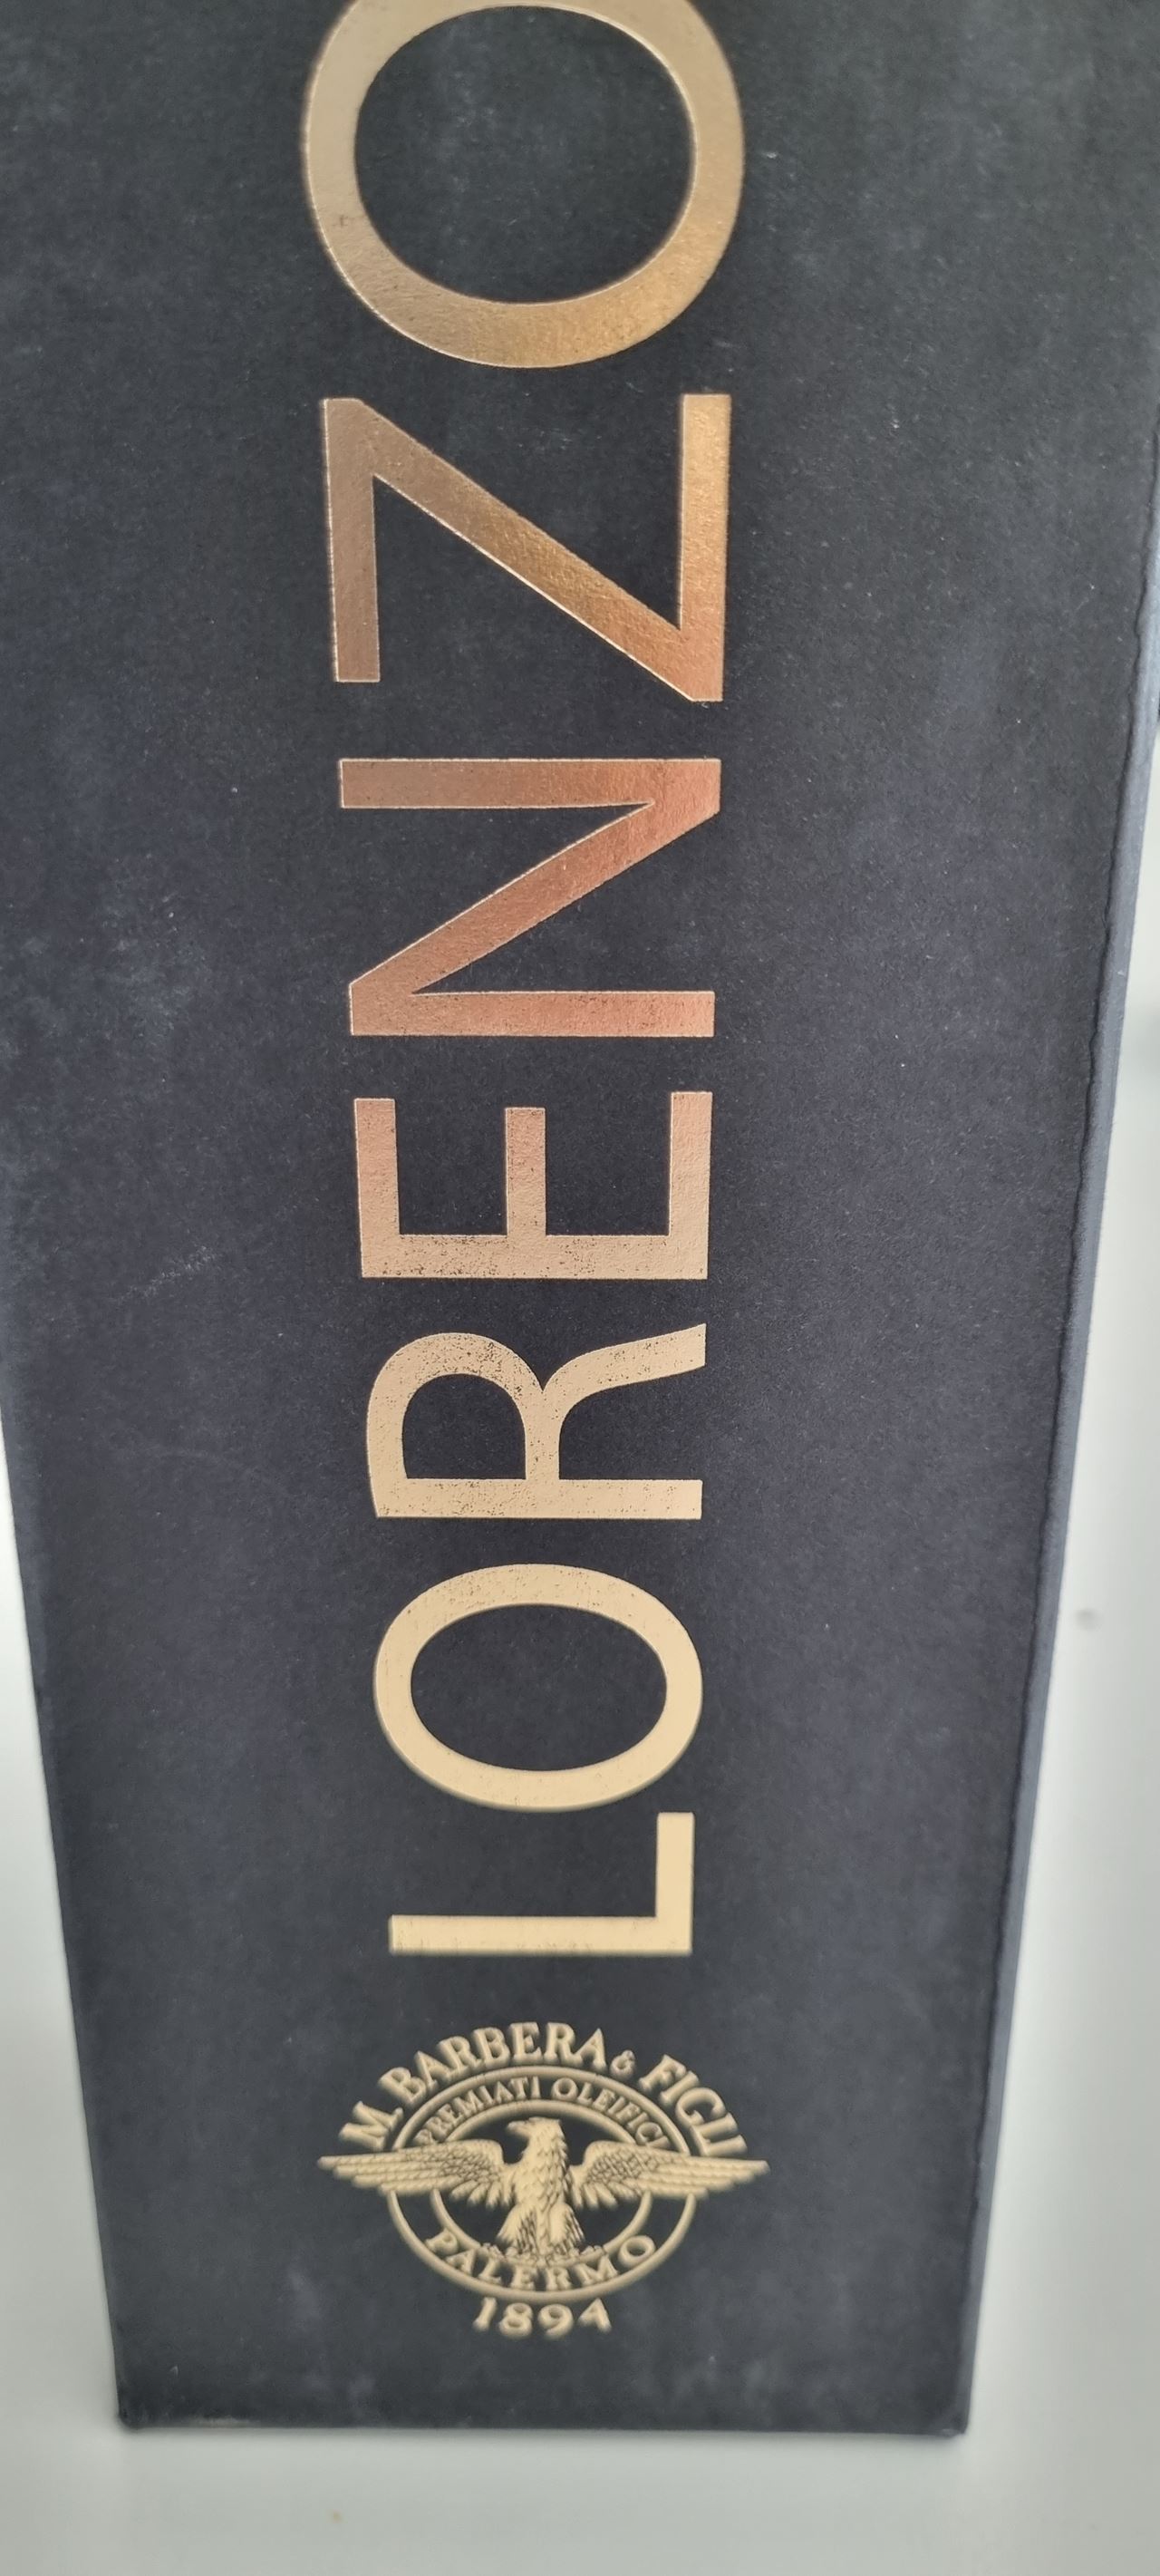 LORENZO
M. BARBERA & FIGLI
PREMIATI OLEIFICI
PALERMO
1894